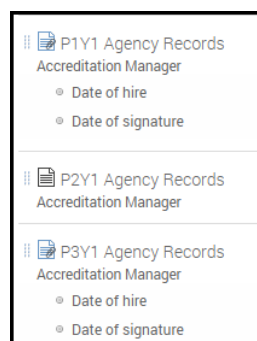 P1Y1 Agency Records
Accreditation Manager
Date of hire
Date of signature
P2Y1 Agency Records
Accreditation Manager
P3Y1 Agency Records
Accreditation Manager
Date of hire
Date of signature